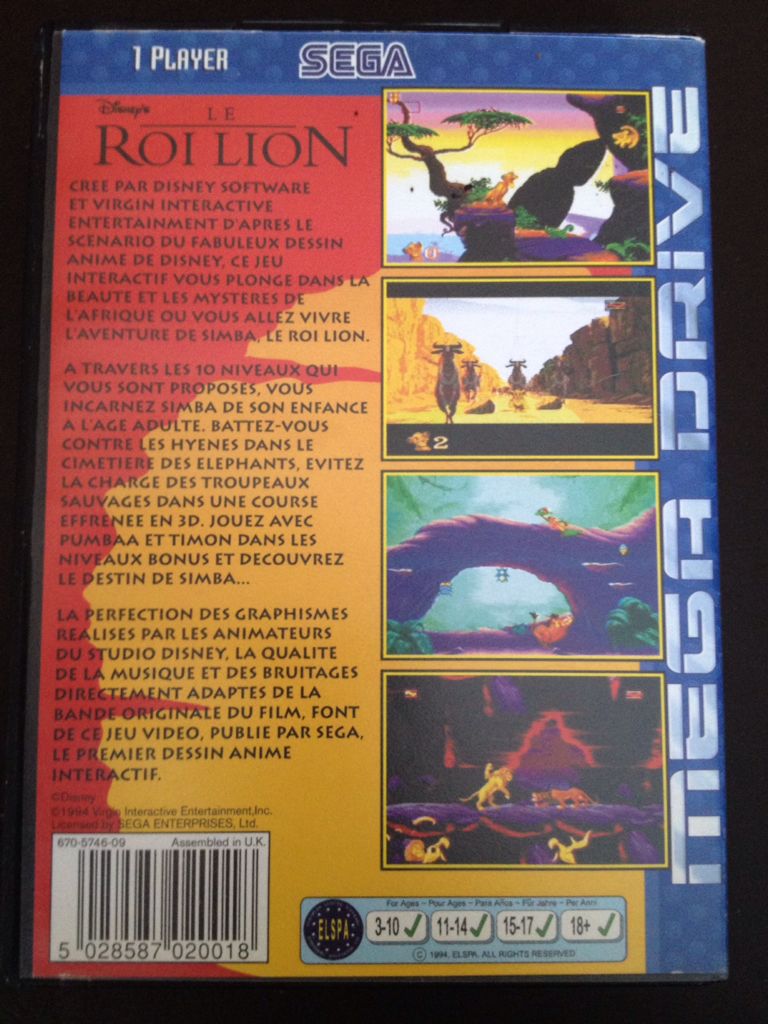 1 PLAYER
SEGA
Disney's
LE
ROI LION
CREE PAR DISNEY SOFTWARE
ET VIRGIN INTERACTIVE
ENTERTAINMENT D'APRES LE
SCENARIO DU FABULEUX DESSIN
ANIME DE DISNEY, CE JEU
INTERACTIF VOUS PLONGE DANS LA
BEAUTE ET LES MYSTERES DE
L'AFRIQUE OU VOUS ALLEZ VIVRE
L'AVENTURE DE SIMBA, LE ROI LION.
A TRAVERS LES 10 NIVEAUX QUI
VOUS SONT PROPOSES, VOUS
INCARNEZ SIMBA DE SON ENFANCE
A L'AGE ADULTE. BATTEZ-VOUS
CONTRE LES HYENES DANS LE
CIMETIERE DES ELEPHANTS, EVITEZ
LA CHARGE DES TROUPEAUX
SAUVAGES DANS UNE COURSE
EFFRENEE EN 3D. JOUEZ AVEC
PUMBAA ET TIMON DANS LES
NIVEAUX BONUS ET DECOUVREZ
LE DESTIN DE SIMBA...
LA PERFECTION DES GRAPHISMES
REALISES PAR LES ANIMATEURS
DU STUDIO DISNEY, LA QUALITE
DE LA MUSIQUE ET DES BRUITAGES
DIRECTEMENT ADAPTES DE LA
BANDE ORIGINALE DU FILM, FONT
DE CE JEU VIDEO, PUBLIE PAR SEGA,
LE PREMIER DESSIN ANIME
INTERACTIF.
©Disney
©1994 Virgin Interactive Entertainment,Inc.
Licensed by SEGA ENTERPRISES, Ltd.
670-5746-09 Assembled in U.K.
5 028587 020018
2
MEGA DRIVE
For Ages – Pour Ages – Para Años – Für Jahre – Per Anni
ELSPA
3-10 ✓ 11-14 ✓ 15-17 ✓ 18+ ✓
© 1994, ELSPA. ALL RIGHTS RESERVED